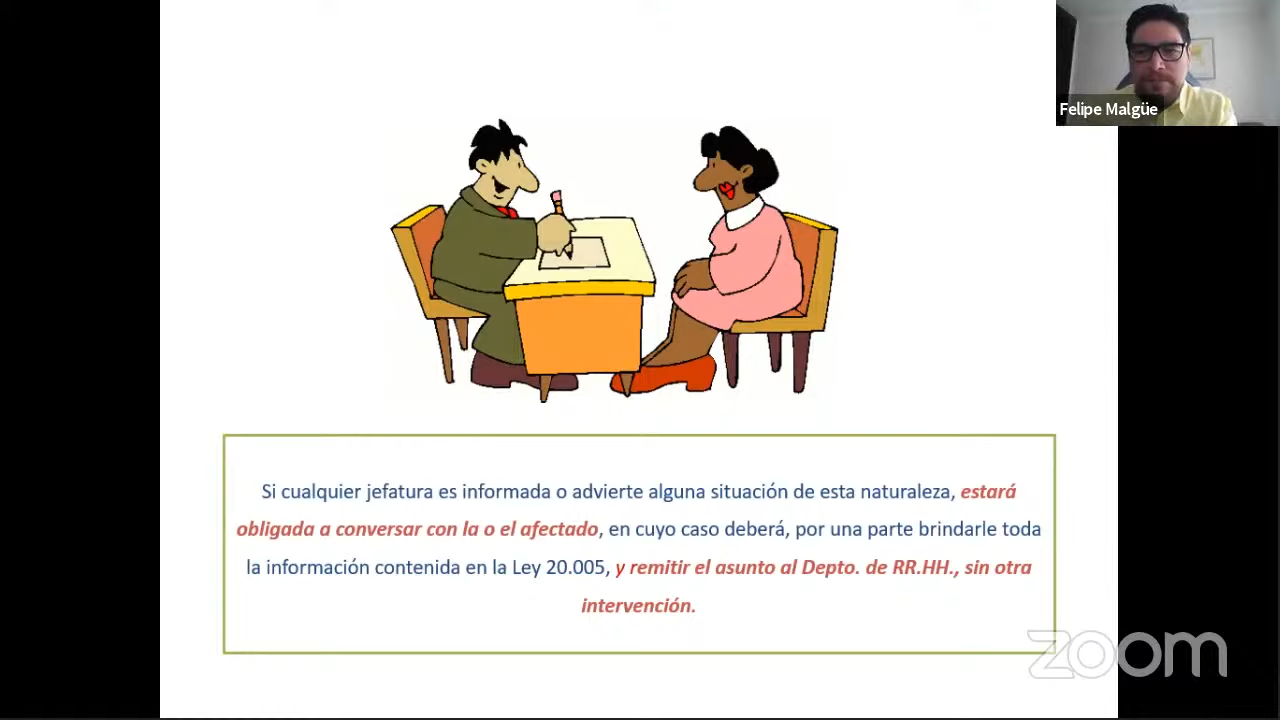 Felipe Malgüe
Si cualquier jefatura es informada o advierte alguna situación de esta naturaleza, estará
obligada a conversar con la o el afectado, en cuyo caso deberá, por una parte brindarle toda
la información contenida en la Ley 20.005, y remitir el asunto al Depto. de RR.HH., sin otra
intervención.
zoom